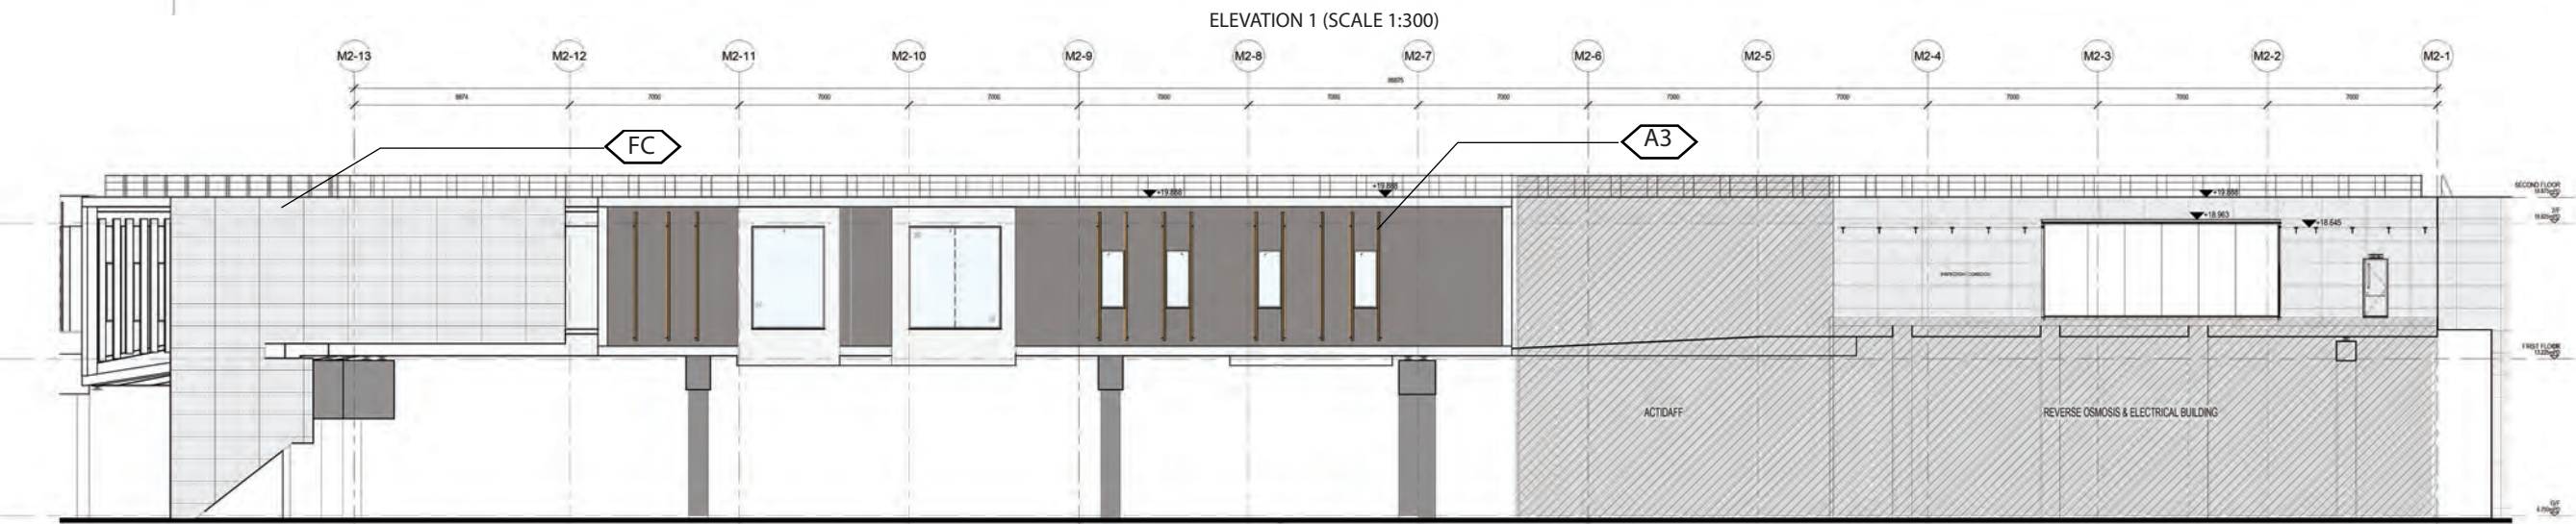 ELEVATION 1 (SCALE 1:300)
M2-13 M2-12 M2-11 M2-10 M2-9 M2-8 M2-7 M2-6 M2-5 M2-4 M2-3 M2-2 M2-1
8874 7000 7000 7000 7000 7000 7000 7000 7000 7000 7000 7000
FC
A3
+19.888 +19.888 +19.888
SECOND FLOOR
+18.963
+18.645
FIRST FLOOR
ACTIDAFF
REVERSE OSMOSIS & ELECTRICAL BUILDING
G/F